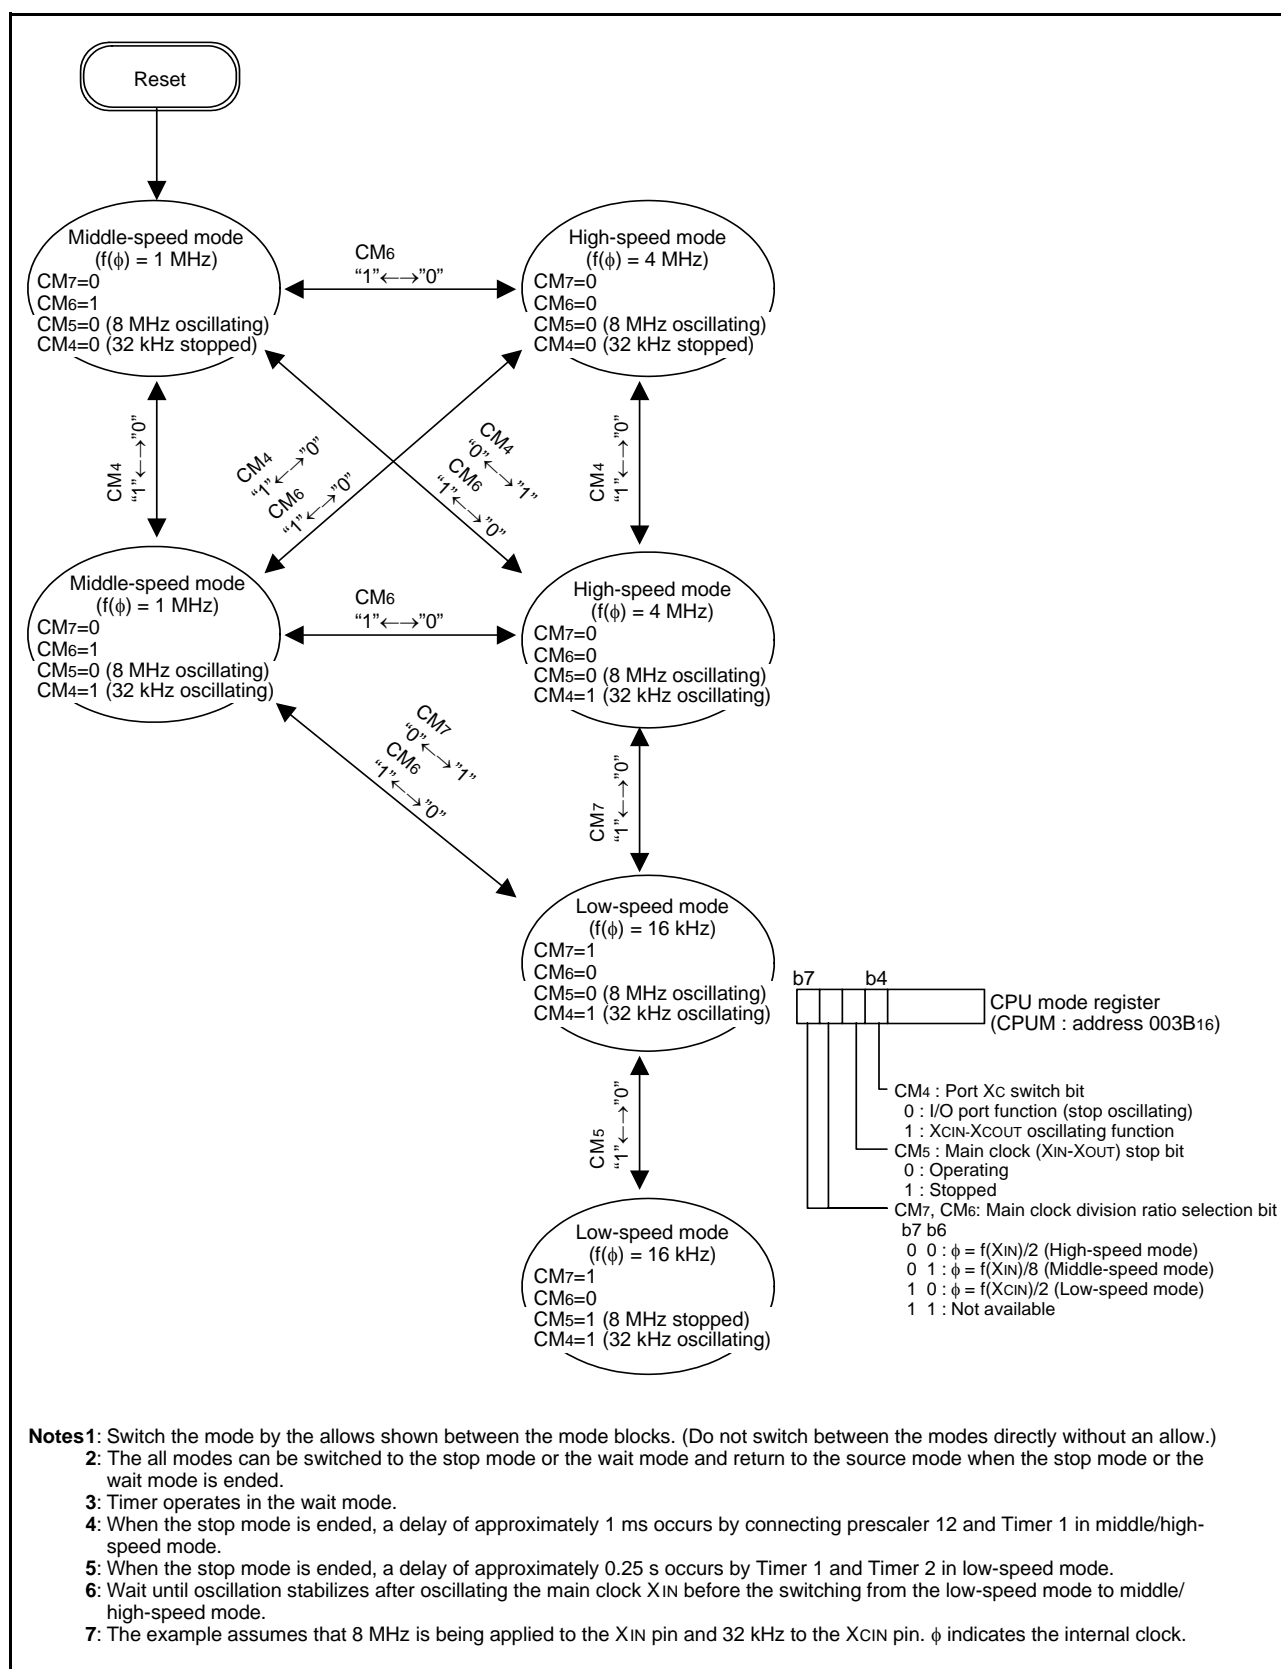 Reset
Middle-speed mode
(f(ϕ) = 1 MHz)
CM7=0
CM6=1
CM5=0 (8 MHz oscillating)
CM4=0 (32 kHz stopped)
CM6
“1”←→”0”
High-speed mode
(f(ϕ) = 4 MHz)
CM7=0
CM6=0
CM5=0 (8 MHz oscillating)
CM4=0 (32 kHz stopped)
CM4
“1”←→”0”
CM4
“1”←→”0”
CM6
“1”←→”0”
CM4
“0”←→”1”
CM6
“1”←→”0”
CM4
“1”←→”0”
Middle-speed mode
(f(ϕ) = 1 MHz)
CM7=0
CM6=1
CM5=0 (8 MHz oscillating)
CM4=1 (32 kHz oscillating)
CM6
“1”←→”0”
High-speed mode
(f(ϕ) = 4 MHz)
CM7=0
CM6=0
CM5=0 (8 MHz oscillating)
CM4=1 (32 kHz oscillating)
CM7
“0”←→”1”
CM6
“1”←→”0”
CM7
“1”←→”0”
Low-speed mode
(f(ϕ) = 16 kHz)
CM7=1
CM6=0
CM5=0 (8 MHz oscillating)
CM4=1 (32 kHz oscillating)
CM5
“1”←→”0”
Low-speed mode
(f(ϕ) = 16 kHz)
CM7=1
CM6=0
CM5=1 (8 MHz stopped)
CM4=1 (32 kHz oscillating)
b7 b4
CPU mode register
(CPUM : address 003B16)
CM4 : Port XC switch bit
0 : I/O port function (stop oscillating)
1 : XCIN-XCOUT oscillating function
CM5 : Main clock (XIN-XOUT) stop bit
0 : Operating
1 : Stopped
CM7, CM6: Main clock division ratio selection bit
b7 b6
0 0 : ϕ = f(XIN)/2 (High-speed mode)
0 1 : ϕ = f(XIN)/8 (Middle-speed mode)
1 0 : ϕ = f(XCIN)/2 (Low-speed mode)
1 1 : Not available
Notes1: Switch the mode by the allows shown between the mode blocks. (Do not switch between the modes directly without an allow.)
2: The all modes can be switched to the stop mode or the wait mode and return to the source mode when the stop mode or the
wait mode is ended.
3: Timer operates in the wait mode.
4: When the stop mode is ended, a delay of approximately 1 ms occurs by connecting prescaler 12 and Timer 1 in middle/high-
speed mode.
5: When the stop mode is ended, a delay of approximately 0.25 s occurs by Timer 1 and Timer 2 in low-speed mode.
6: Wait until oscillation stabilizes after oscillating the main clock XIN before the switching from the low-speed mode to middle/
high-speed mode.
7: The example assumes that 8 MHz is being applied to the XIN pin and 32 kHz to the XCIN pin. ϕ indicates the internal clock.